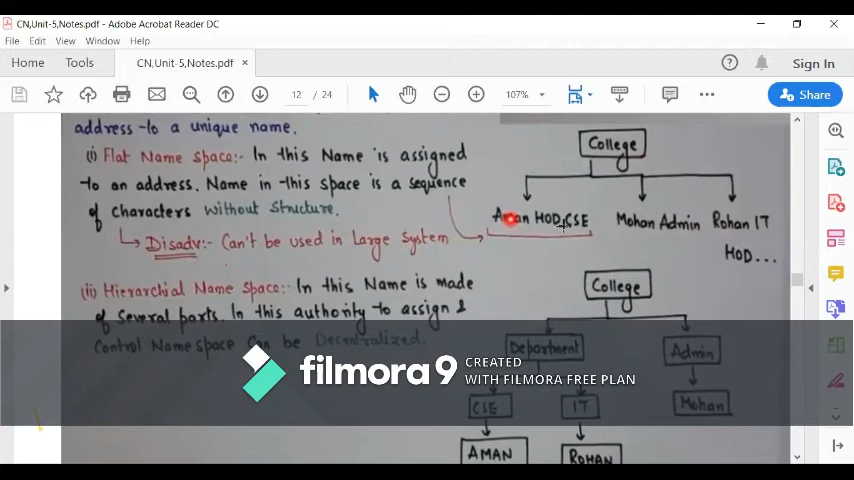 CN,Unit-5,Notes.pdf - Adobe Acrobat Reader DC
File Edit View Window Help
Home Tools CN,Unit-5,Notes.pdf × Sign In
12 / 24 107% Share
address to a unique name.
(i) Flat Name space:- In this Name is assigned
to an address. Name in this space is a sequence
of characters without structure.
Disadv:- Can't be used in Large system
College
Aman HOD,CSE Mohan Admin Rohan IT
HOD...
(ii) Hierarchial Name Space:- In this Name is made
of several parts. In this authority to assign &
Control Name space Can be Decentralized.
College
Department Admin
CSE IT Mohan
AMAN ROHAN
filmora9 CREATED
WITH FILMORA FREE PLAN